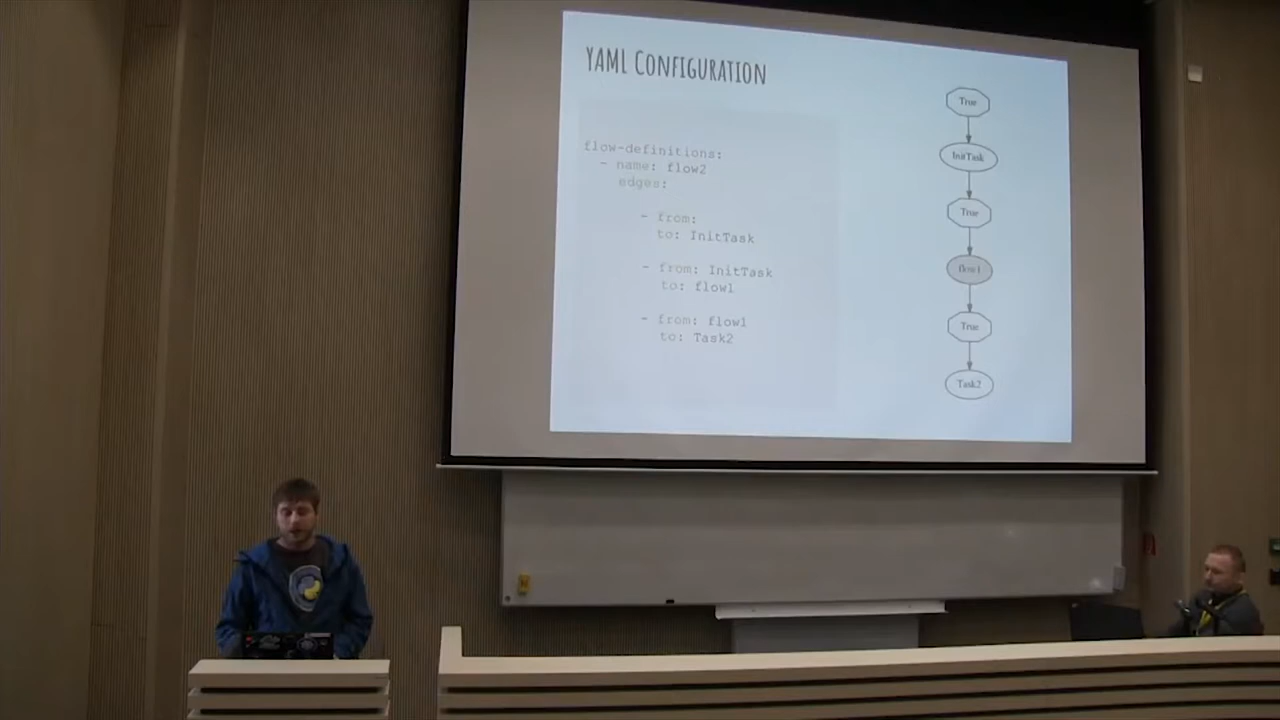 YAML CONFIGURATION
flow-definitions:
- name: flow2
edges:
- from:
to: InitTask
- from: InitTask
to: flow1
- from: flow1
to: Task2
True
InitTask
True
flow1
True
Task2